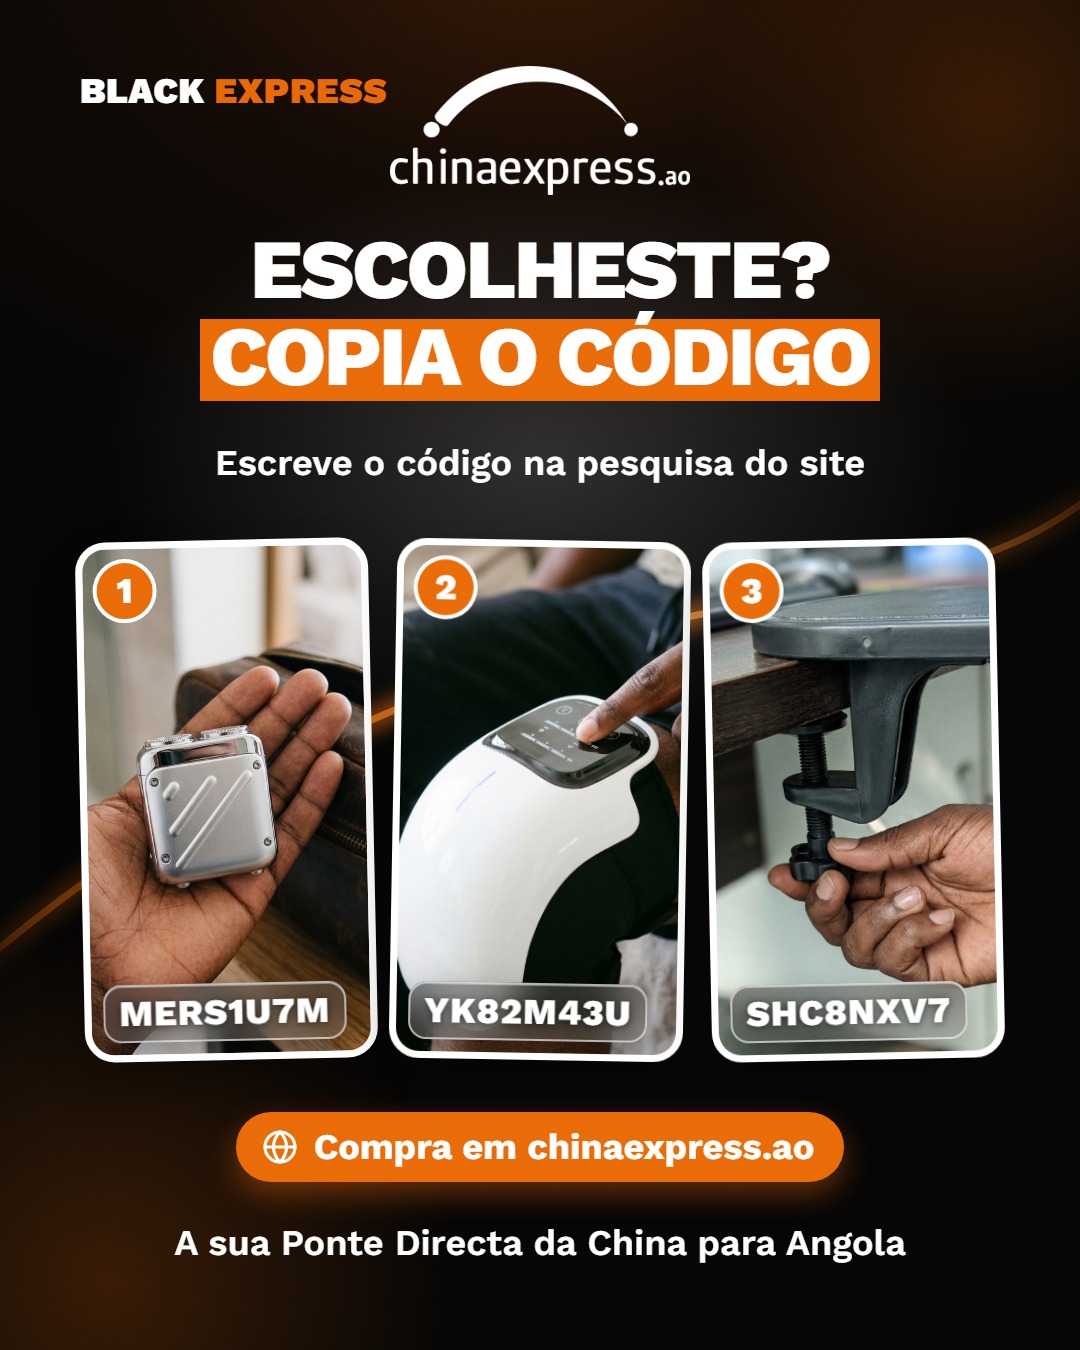 BLACK EXPRESS
chinaexpress.ao
ESCOLHESTE?
COPIA O CÓDIGO
Escreve o código na pesquisa do site
1
2
3
MERS1U7M
YK82M43U
SHC8NXV7
Compra em chinaexpress.ao
A sua Ponte Directa da China para Angola